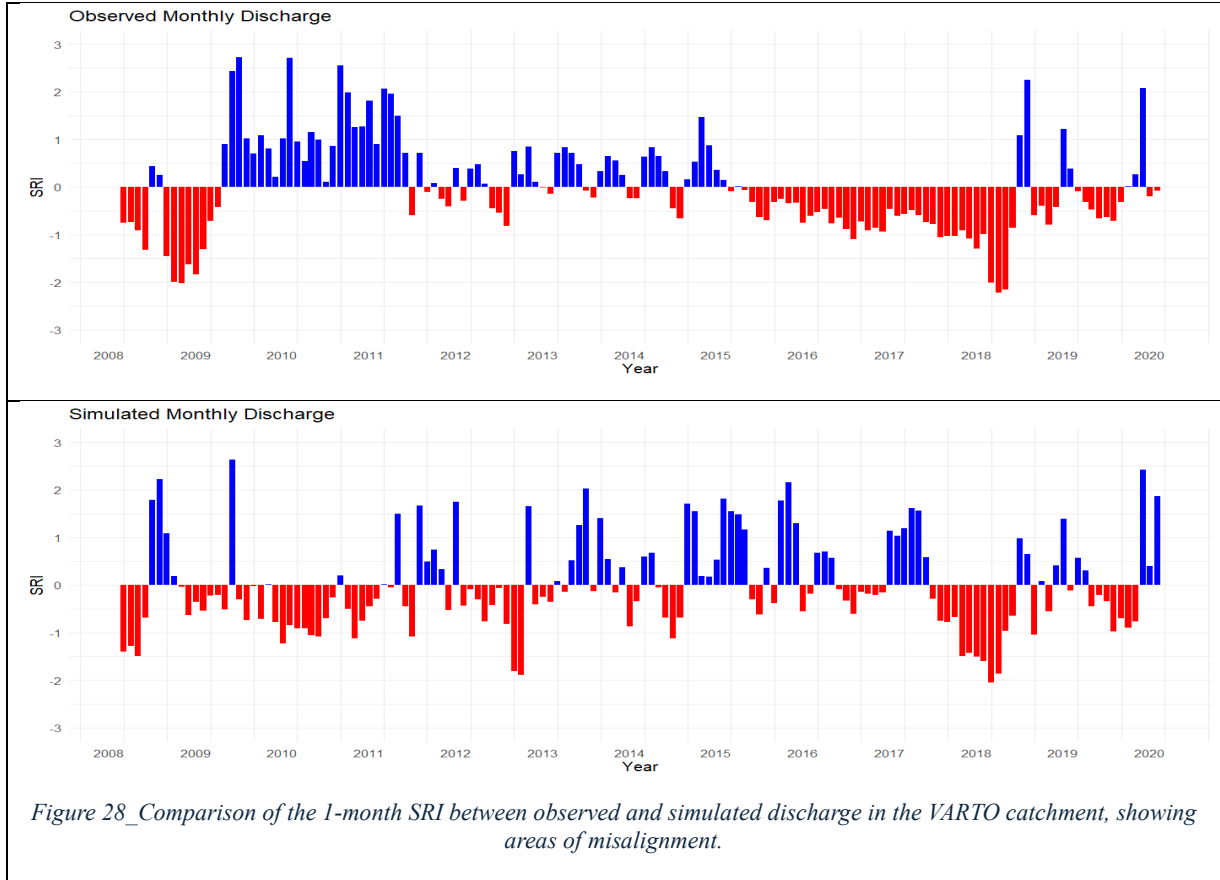 Observed Monthly Discharge
3
2
1
0
-1
-2
-3
SRI
2008 2009 2010 2011 2012 2013 2014 2015 2016 2017 2018 2019 2020
Year
Simulated Monthly Discharge
3
2
1
0
-1
-2
-3
SRI
2008 2009 2010 2011 2012 2013 2014 2015 2016 2017 2018 2019 2020
Year
Figure 28_Comparison of the 1-month SRI between observed and simulated discharge in the VARTO catchment, showing
areas of misalignment.